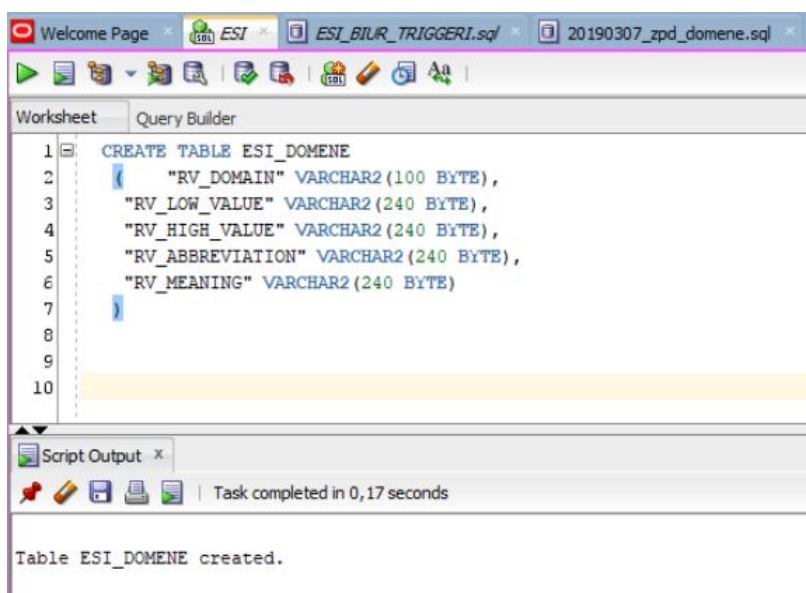 Welcome Page ESI ESI_BIUR_TRIGGERI.sql 20190307_zpd_domene.sql
Worksheet Query Builder
1 CREATE TABLE ESI_DOMENE
2 ( "RV_DOMAIN" VARCHAR2(100 BYTE),
3 "RV_LOW_VALUE" VARCHAR2(240 BYTE),
4 "RV_HIGH_VALUE" VARCHAR2(240 BYTE),
5 "RV_ABBREVIATION" VARCHAR2(240 BYTE),
6 "RV_MEANING" VARCHAR2(240 BYTE)
7 )
8
9
10
Script Output x
Task completed in 0,17 seconds
Table ESI_DOMENE created.